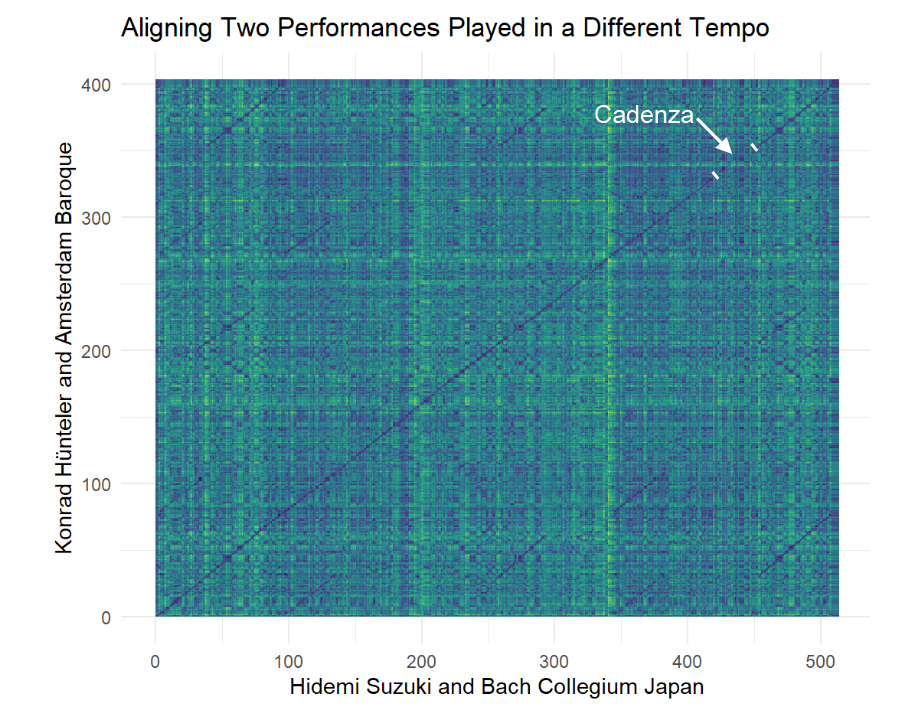 Aligning Two Performances Played in a Different Tempo
400
300
200
100
0
Konrad Hünteler and Amsterdam Baroque
Cadenza
0 100 200 300 400 500
Hidemi Suzuki and Bach Collegium Japan